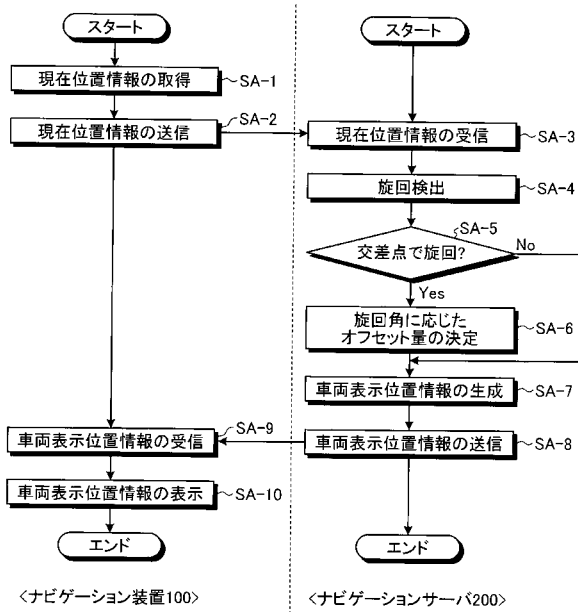 スタート
現在位置情報の取得
SA-1
現在位置情報の送信
SA-2
車両表示位置情報の受信
SA-9
車両表示位置情報の表示
SA-10
エンド
<ナビゲーション装置100>
スタート
現在位置情報の受信
SA-3
旋回検出
SA-4
交差点で旋回?
SA-5
No
Yes
旋回角に応じた
オフセット量の決定
SA-6
車両表示位置情報の生成
SA-7
車両表示位置情報の送信
SA-8
エンド
<ナビゲーションサーバ200>